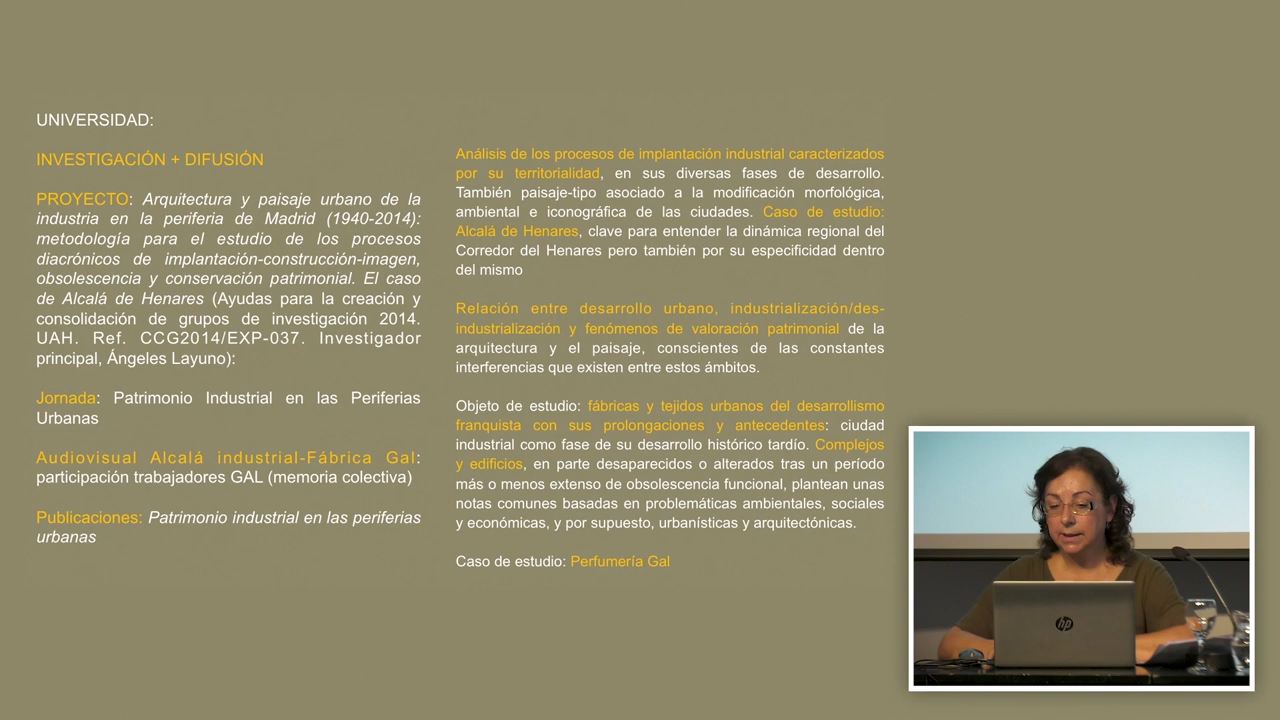 UNIVERSIDAD:
INVESTIGACIÓN + DIFUSIÓN
PROYECTO: Arquitectura y paisaje urbano de la
industria en la periferia de Madrid (1940-2014):
metodología para el estudio de los procesos
diacrónicos de implantación-construcción-imagen,
obsolescencia y conservación patrimonial. El caso
de Alcalá de Henares (Ayudas para la creación y
consolidación de grupos de investigación 2014.
UAH. Ref. CCG2014/EXP-037. Investigador
principal, Ángeles Layuno):
Jornada: Patrimonio Industrial en las Periferias
Urbanas
Audiovisual Alcalá industrial-Fábrica Gal:
participación trabajadores GAL (memoria colectiva)
Publicaciones: Patrimonio industrial en las periferias
urbanas
Análisis de los procesos de implantación industrial caracterizados
por su territorialidad, en sus diversas fases de desarrollo.
También paisaje-tipo asociado a la modificación morfológica,
ambiental e iconográfica de las ciudades. Caso de estudio:
Alcalá de Henares, clave para entender la dinámica regional del
Corredor del Henares pero también por su especificidad dentro
del mismo
Relación entre desarrollo urbano, industrialización/des-
industrialización y fenómenos de valoración patrimonial de la
arquitectura y el paisaje, conscientes de las constantes
interferencias que existen entre estos ámbitos.
Objeto de estudio: fábricas y tejidos urbanos del desarrollismo
franquista con sus prolongaciones y antecedentes: ciudad
industrial como fase de su desarrollo histórico tardío. Complejos
y edificios, en parte desaparecidos o alterados tras un período
más o menos extenso de obsolescencia funcional, plantean unas
notas comunes basadas en problemáticas ambientales, sociales
y económicas, y por supuesto, urbanísticas y arquitectónicas.
Caso de estudio: Perfumería Gal
hp